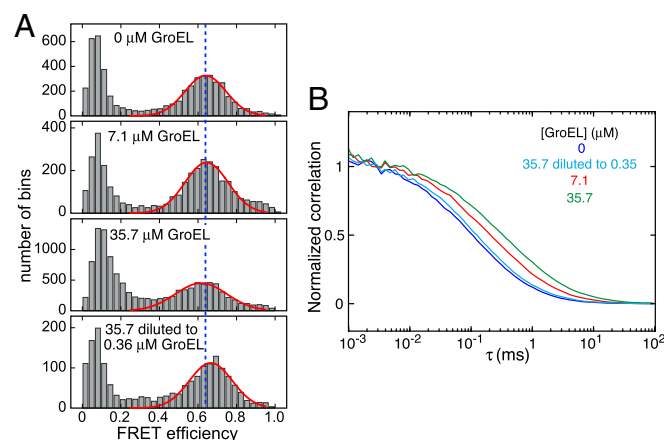 A
600
400
200
0
0 μM GroEL
400
200
0
7.1 μM GroEL
1000
500
0
35.7 μM GroEL
200
100
0
35.7 diluted to
0.36 μM GroEL
number of bins
0 0.2 0.4 0.6 0.8 1.0
FRET efficiency
B
[GroEL] (μM)
0
35.7 diluted to 0.35
7.1
35.7
Normalized correlation
1
0.5
0
10-3 10-2 10-1 1 101 102
τ (ms)